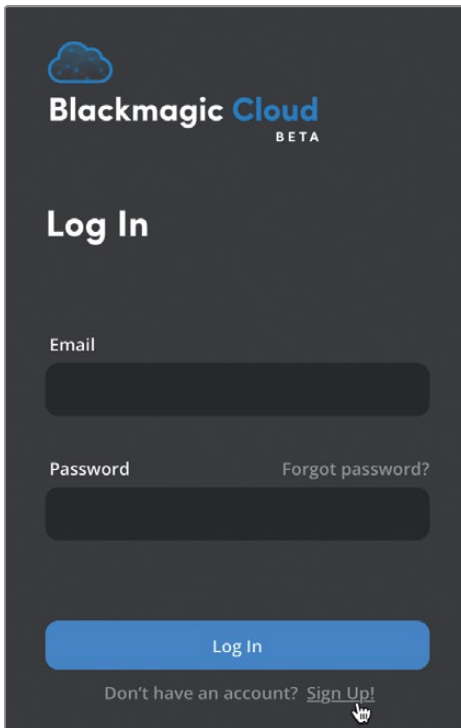 Blackmagic Cloud
BETA
Log In
Email
Password Forgot password?
Log In
Don’t have an account? Sign Up!